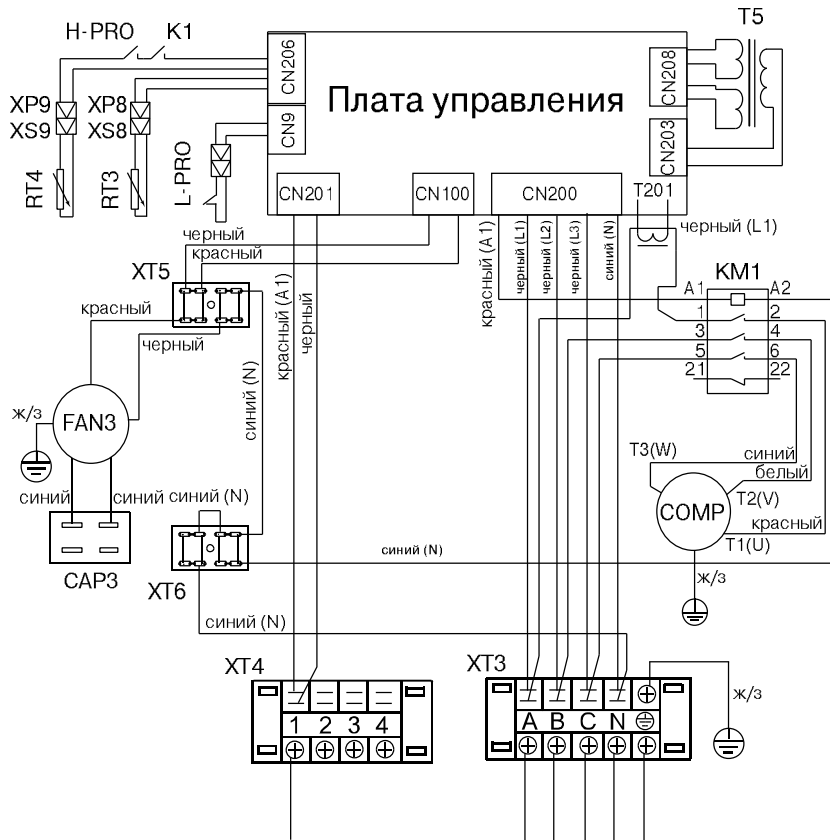 H-PRO K1
T5
CN206
CN208
Плата управления
XP9 XP8
XS9 XS8
CN9
CN203
RT4
RT3
L-PRO
CN201
CN100
CN200
T201
черный
красный
черный (L1)
красный (A1)
черный (L1)
черный (L2)
черный (L3)
синий (N)
XT5
KM1
A1 A2
1 2
3 4
5 6
21 22
красный
черный
красный (A1)
черный
синий (N)
ж/з
FAN3
T3(W)
синий
белый
COMP
T2(V)
красный
T1(U)
синий
синий
синий (N)
CAP3
XT6
синий (N)
ж/з
синий (N)
XT4
XT3
ж/з
1 2 3 4
A B C N